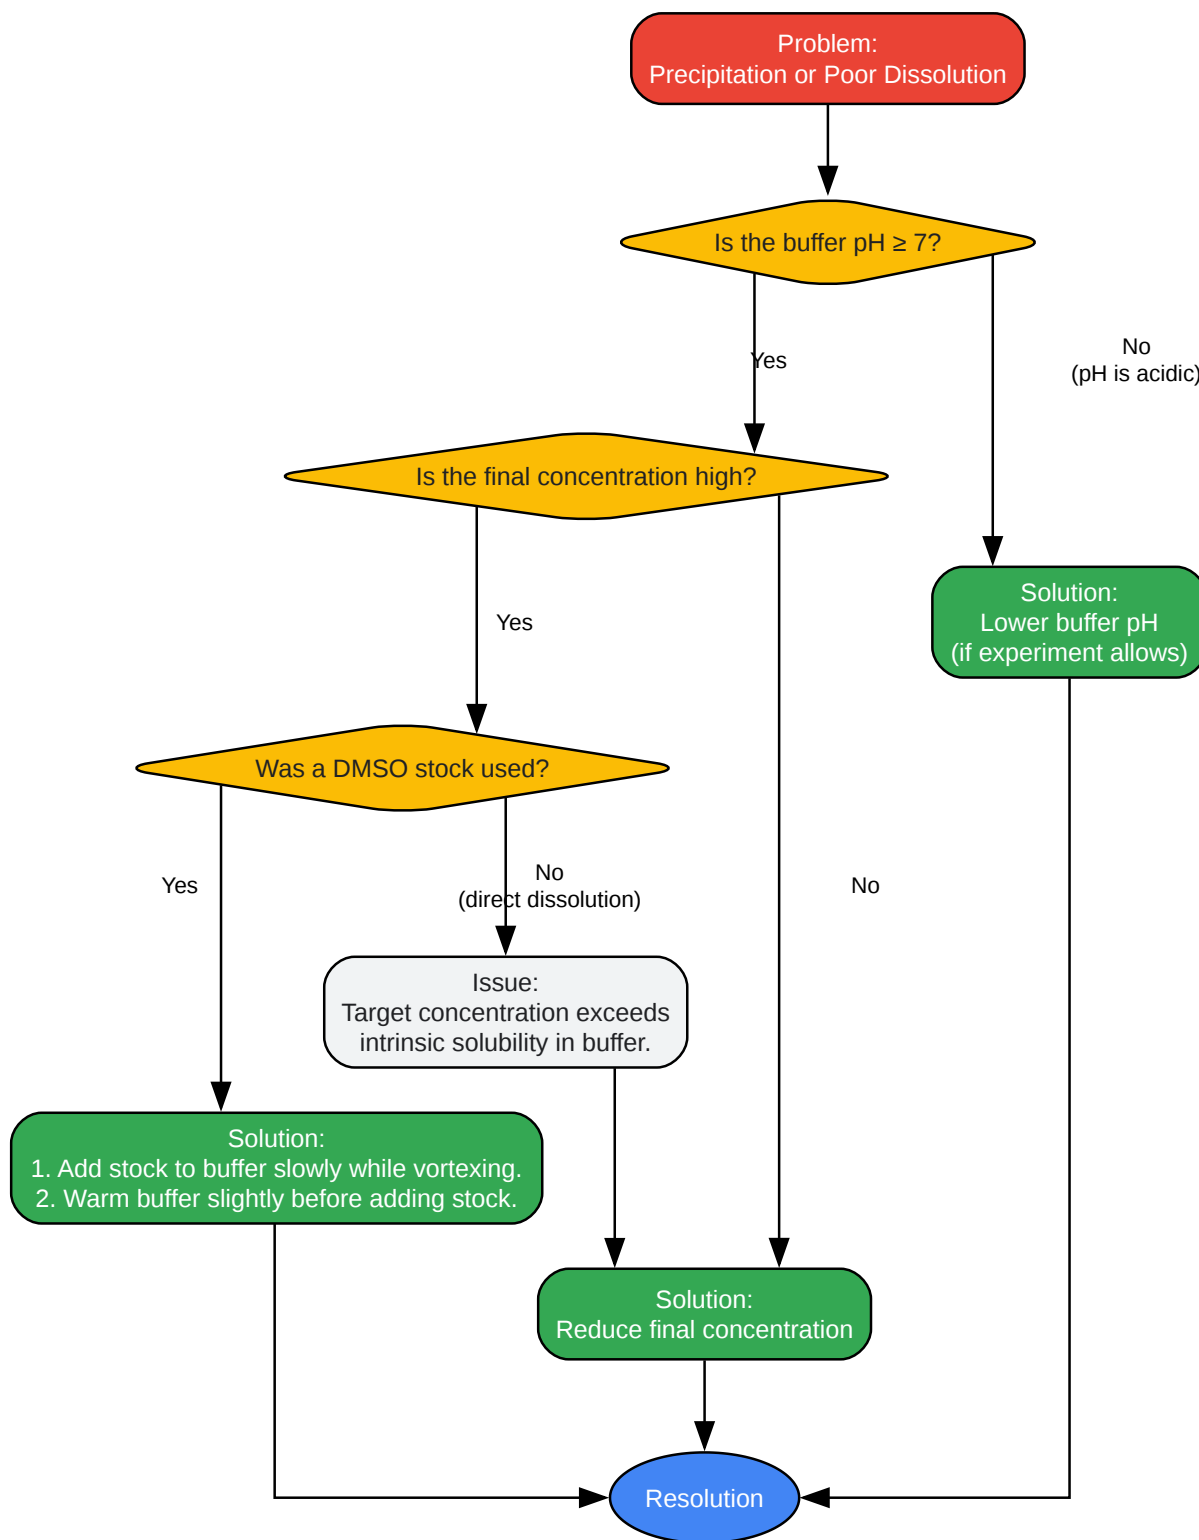 Problem:
Precipitation or Poor Dissolution
Is the buffer pH ≥ 7?
Yes
No
(pH is acidic)
Is the final concentration high?
Solution:
Lower buffer pH
(if experiment allows)
Yes
Was a DMSO stock used?
Yes
No
(direct dissolution)
No
Issue:
Target concentration exceeds
intrinsic solubility in buffer.
Solution:
1. Add stock to buffer slowly while vortexing.
2. Warm buffer slightly before adding stock.
Solution:
Reduce final concentration
Resolution